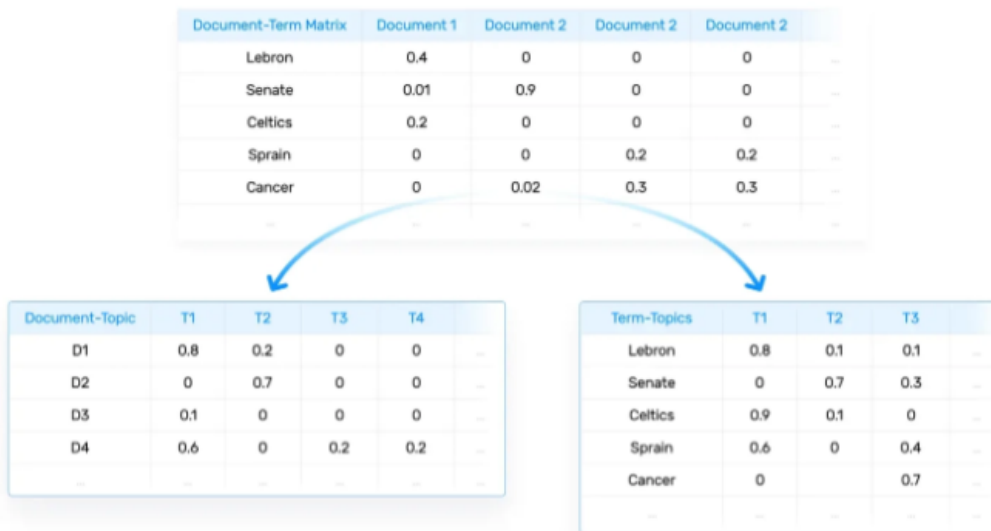 Document-Term Matrix Document 1 Document 2 Document 2 Document 2
Lebron 0.4 0 0 0 ...
Senate 0.01 0.9 0 0 ...
Celtics 0.2 0 0 0 ...
Sprain 0 0 0.2 0.2 ...
Cancer 0 0.02 0.3 0.3 ...
... ... ... ... ...
Document-Topic T1 T2 T3 T4
D1 0.8 0.2 0 0 ...
D2 0 0.7 0 0 ...
D3 0.1 0 0 0 ...
D4 0.6 0 0.2 0.2 ...
... ... ... ... ... ...
Term-Topics T1 T2 T3
Lebron 0.8 0.1 0.1 ...
Senate 0 0.7 0.3 ...
Celtics 0.9 0.1 0 ...
Sprain 0.6 0 0.4 ...
Cancer 0 0.7 ...
... ... ... ... ...